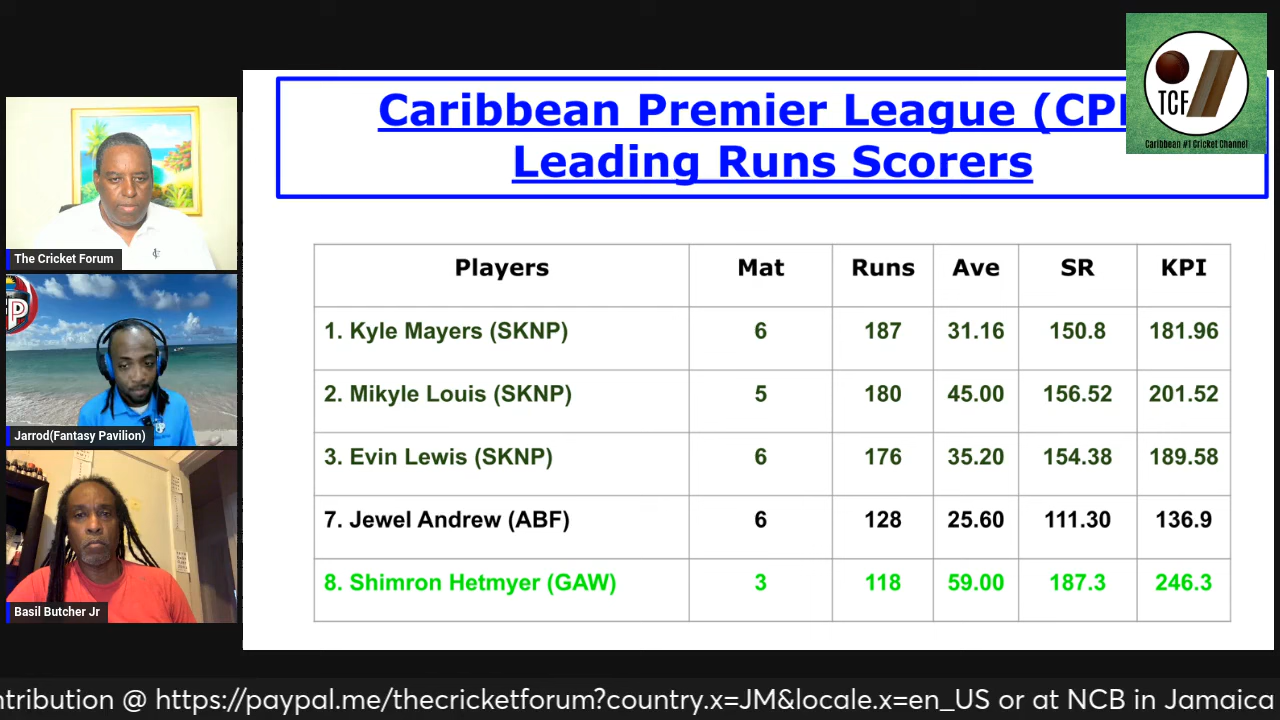 Caribbean Premier League (CPL
Leading Runs Scorers
TCF
Caribbean #1 Cricket Channel
The Cricket Forum
P
Jarrod(Fantasy Pavilion)
Basil Butcher Jr
Players Mat Runs Ave SR KPI
1. Kyle Mayers (SKNP) 6 187 31.16 150.8 181.96
2. Mikyle Louis (SKNP) 5 180 45.00 156.52 201.52
3. Evin Lewis (SKNP) 6 176 35.20 154.38 189.58
7. Jewel Andrew (ABF) 6 128 25.60 111.30 136.9
8. Shimron Hetmyer (GAW) 3 118 59.00 187.3 246.3
ntribution @ https://paypal.me/thecricketforum?country.x=JM&locale.x=en_US or at NCB in Jamaica